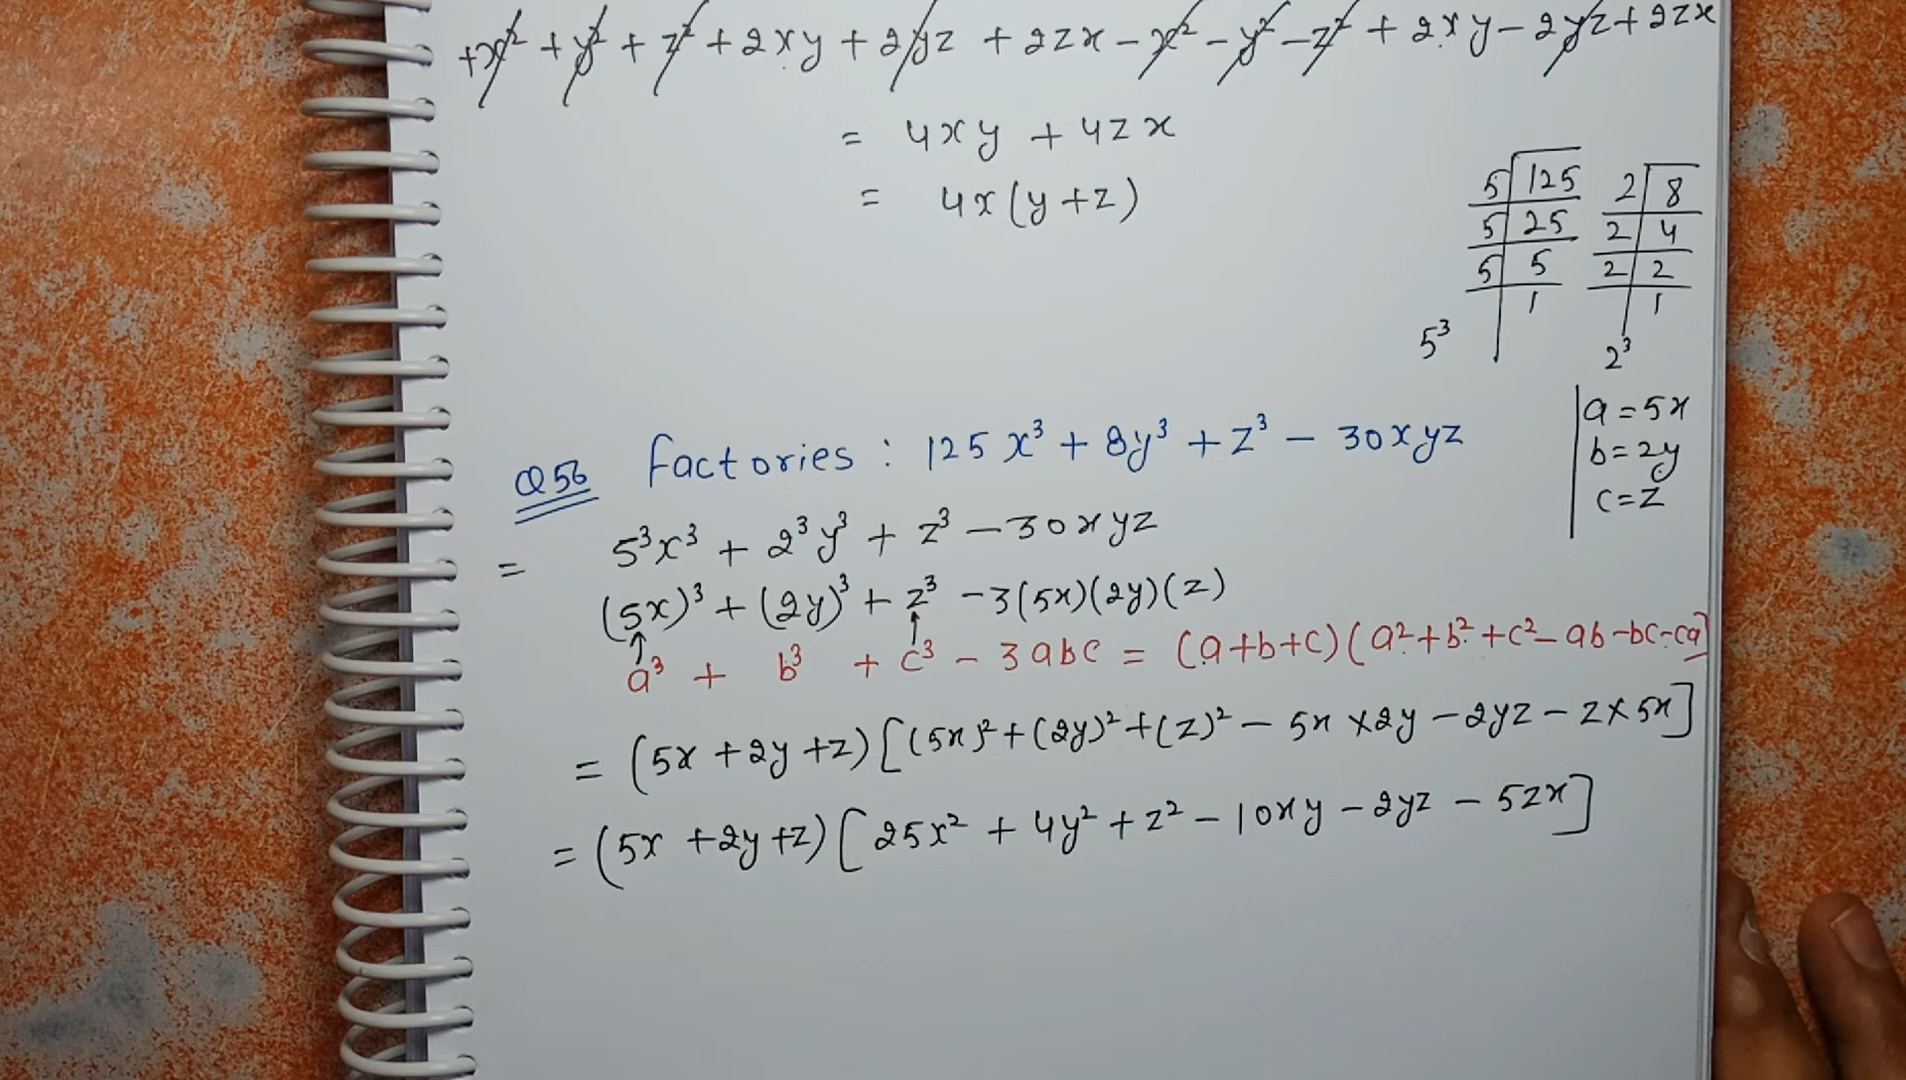 +x² + y² + z² + 2xy + 2yz + 2zx - x² - y² - z² + 2xy - 2yz + 2zx
= 4xy + 4zx
= 4x(y+z)
5 | 125
5 | 25
5 | 5
1
5³
2 | 8
2 | 4
2 | 2
1
2³
Q56 factories : 125x³ + 8y³ + z³ - 30xyz
a = 5x
b = 2y
c = z
= 5³x³ + 2³y³ + z³ - 30xyz
(5x)³ + (2y)³ + z³ - 3(5x)(2y)(z)
a³ + b³ + c³ - 3abc = (a+b+c)(a²+b²+c²-ab-bc-ca]
= (5x + 2y + z)[(5x)² + (2y)² + (z)² - 5x × 2y - 2yz - z × 5x]
= (5x + 2y + z)[25x² + 4y² + z² - 10xy - 2yz - 5zx]